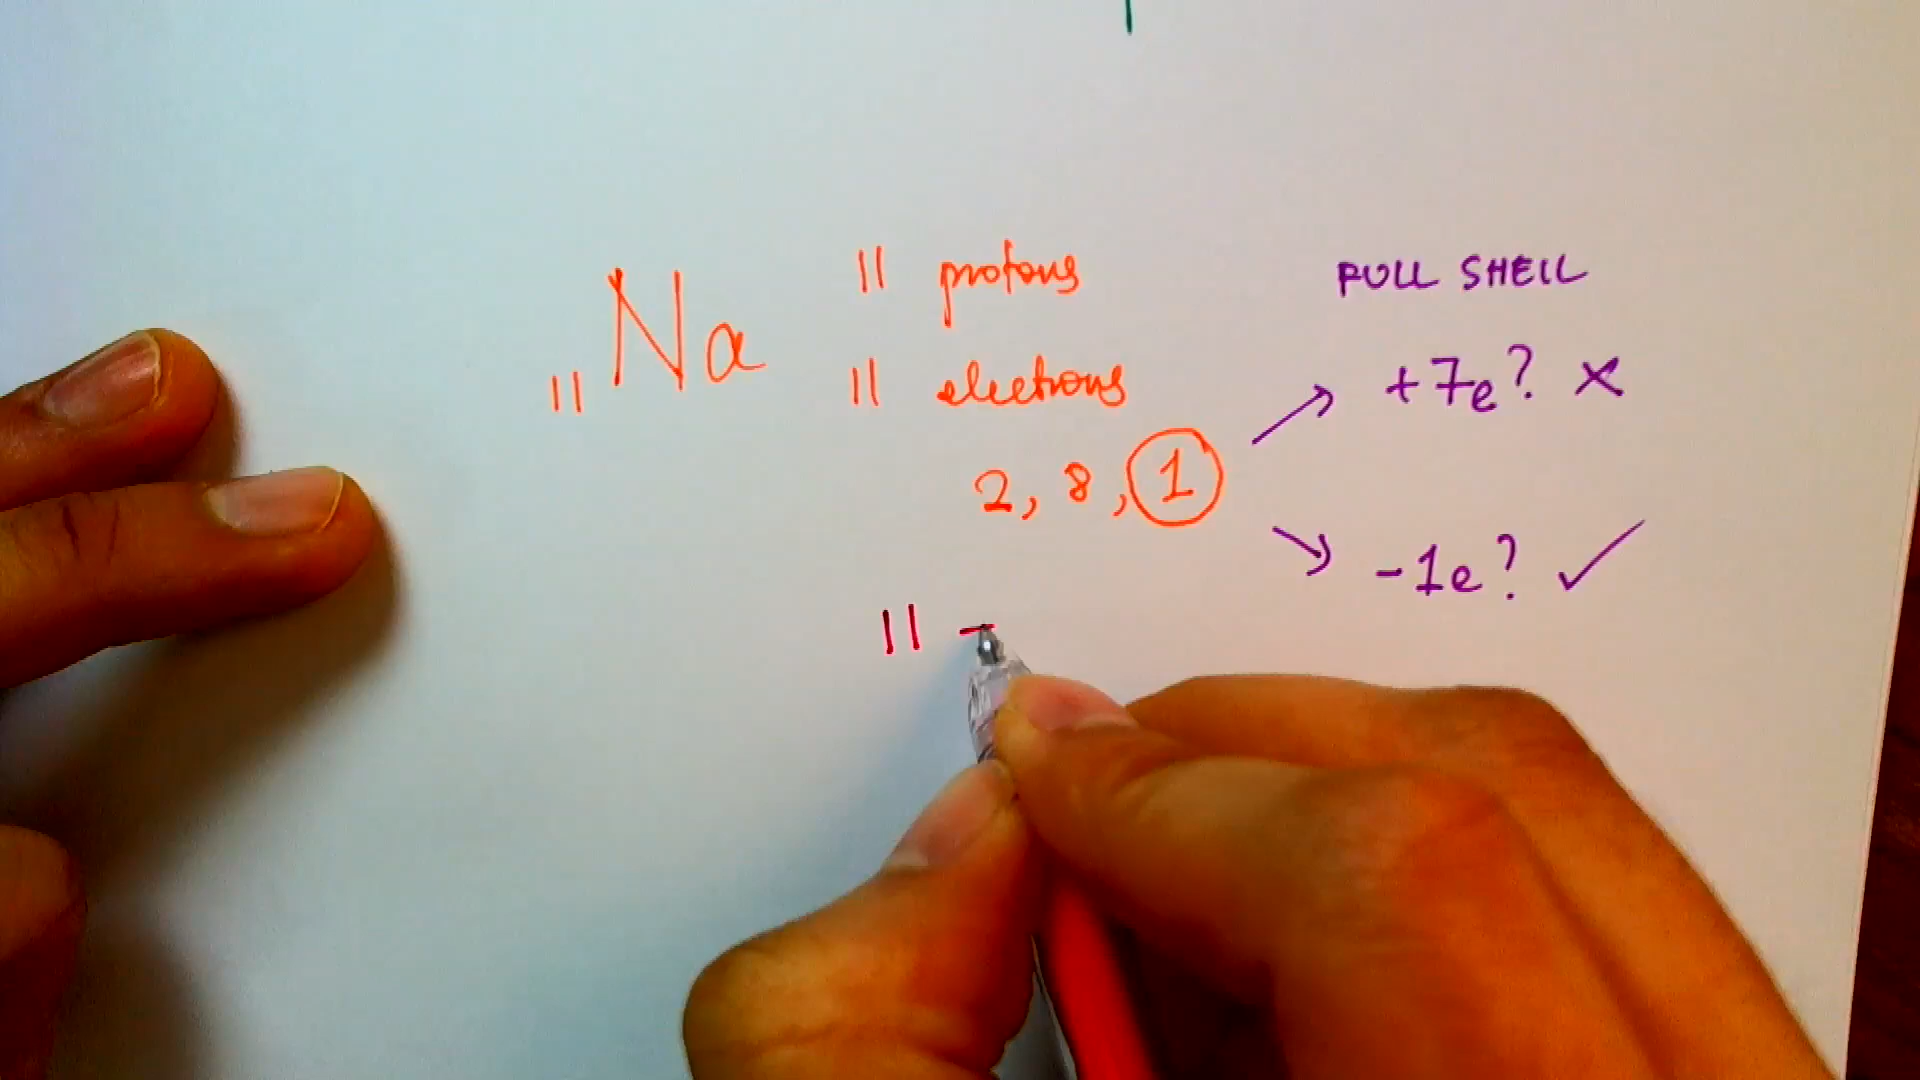 11 Na
11 protons
11 electrons
2, 8, 1
FULL SHELL
+7e? ×
-1e? ✓
11 -